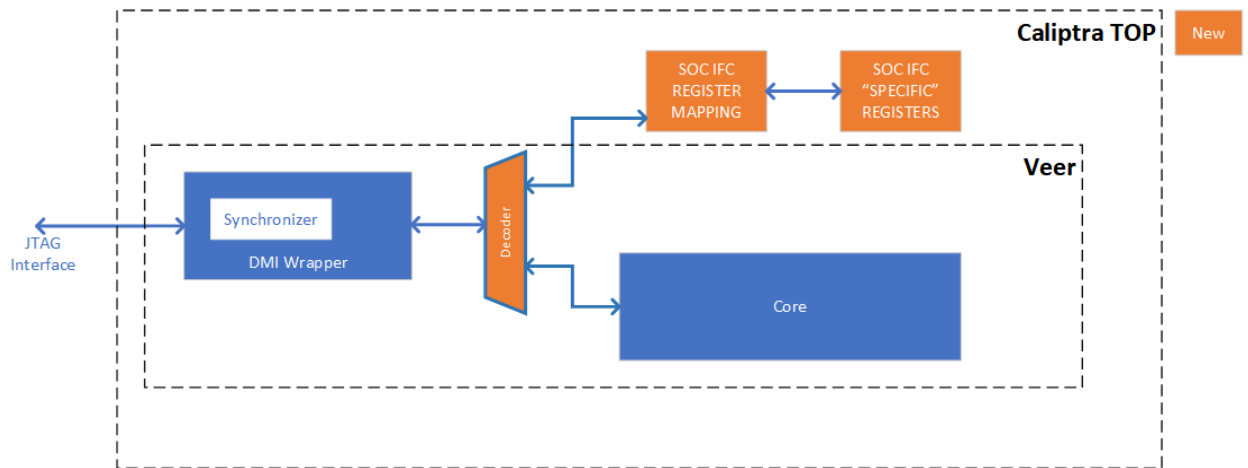 Caliptra TOP
New
SOC IFC
REGISTER
MAPPING
SOC IFC
“SPECIFIC”
REGISTERS
Veer
Synchronizer
DMI Wrapper
Decoder
JTAG
Interface
Core